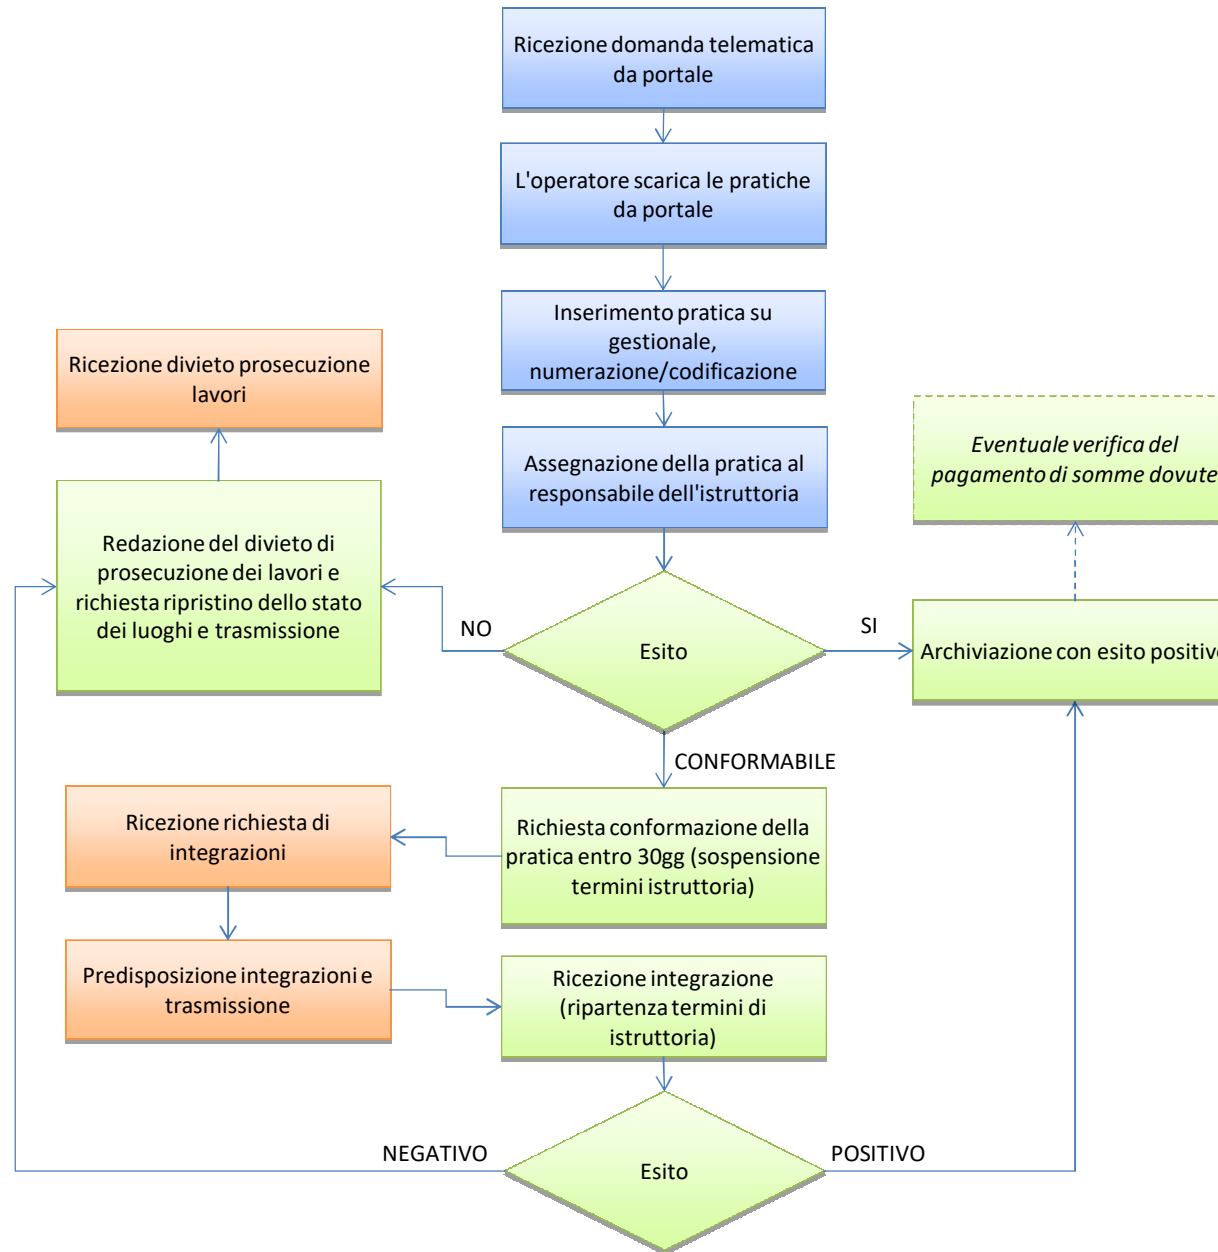 Ricezione domanda telematica
da portale
L'operatore scarica le pratiche
da portale
Inserimento pratica su
gestionale,
numerazione/codificazione
Ricezione divieto prosecuzione
lavori
Assegnazione della pratica al
responsabile dell'istruttoria
Eventuale verifica del
pagamento di somme dovute
Redazione del divieto di
prosecuzione dei lavori e
richiesta ripristino dello stato
dei luoghi e trasmissione
NO
Esito
SI
Archiviazione con esito positivo
CONFORMABILE
Ricezione richiesta di
integrazioni
Richiesta conformazione della
pratica entro 30gg (sospensione
termini istruttoria)
Predisposizione integrazioni e
trasmissione
Ricezione integrazione
(ripartenza termini di
istruttoria)
NEGATIVO
Esito
POSITIVO